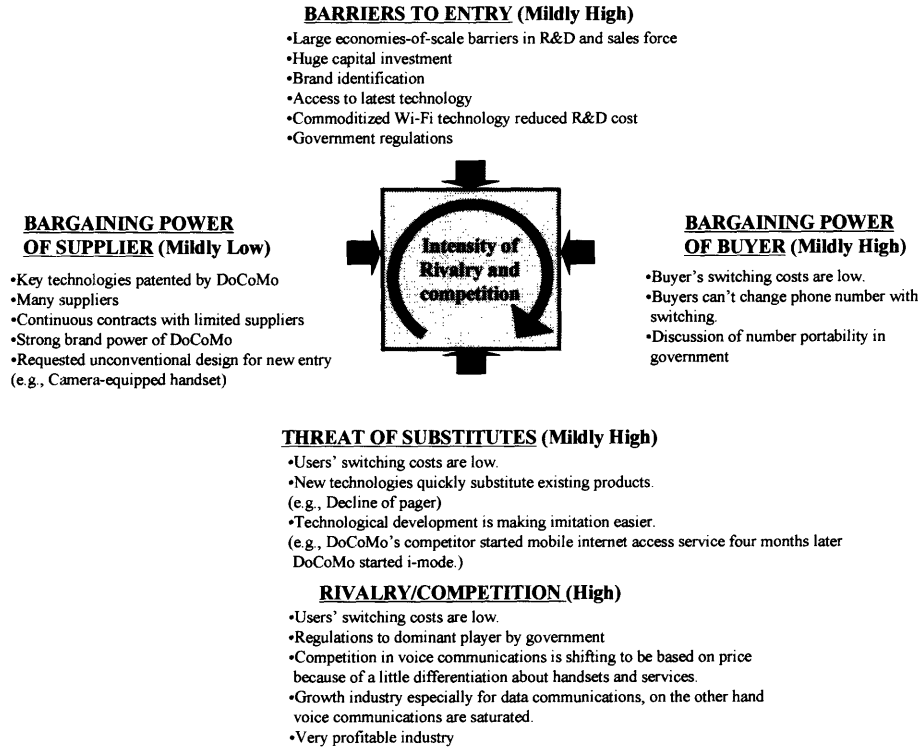 BARRIERS TO ENTRY (Mildly High)
•Large economies-of-scale barriers in R&D and sales force
•Huge capital investment
•Brand identification
•Access to latest technology
•Commoditized Wi-Fi technology reduced R&D cost
•Government regulations
BARGAINING POWER
OF SUPPLIER (Mildly Low)
•Key technologies patented by DoCoMo
•Many suppliers
•Continuous contracts with limited suppliers
•Strong brand power of DoCoMo
•Requested unconventional design for new entry
(e.g., Camera-equipped handset)
Intensity of
Rivalry and
competition
BARGAINING POWER
OF BUYER (Mildly High)
•Buyer's switching costs are low.
•Buyers can't change phone number with
switching.
•Discussion of number portability in
government
THREAT OF SUBSTITUTES (Mildly High)
•Users' switching costs are low.
•New technologies quickly substitute existing products.
(e.g., Decline of pager)
•Technological development is making imitation easier.
(e.g., DoCoMo's competitor started mobile internet access service four months later
DoCoMo started i-mode.)
RIVALRY/COMPETITION (High)
•Users' switching costs are low.
•Regulations to dominant player by government
•Competition in voice communications is shifting to be based on price
because of a little differentiation about handsets and services.
•Growth industry especially for data communications, on the other hand
voice communications are saturated.
•Very profitable industry